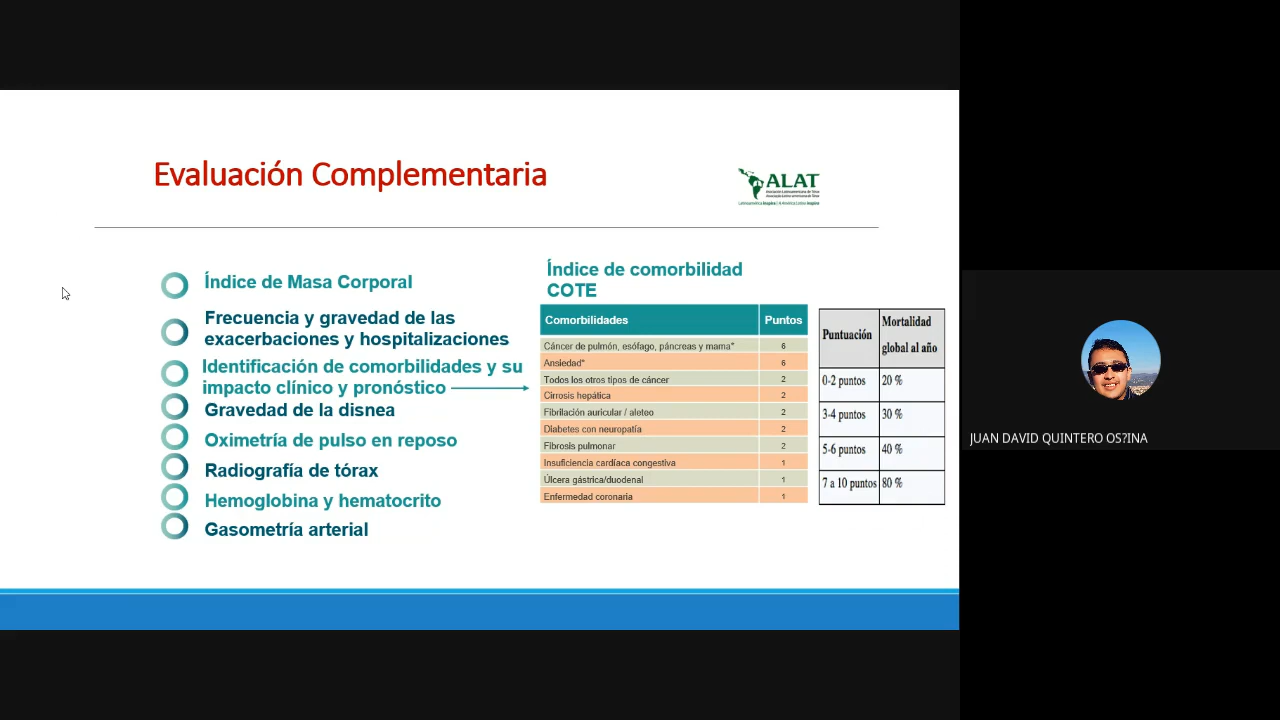 Evaluación Complementaria
ALAT
Asociación Latinoamericana de Tórax
Índice de Masa Corporal
Frecuencia y gravedad de las
exacerbaciones y hospitalizaciones
Identificación de comorbilidades y su
impacto clínico y pronóstico
Gravedad de la disnea
Oximetría de pulso en reposo
Radiografía de tórax
Hemoglobina y hematocrito
Gasometría arterial
Índice de comorbilidad
COTE
Comorbilidades Puntos
Cáncer de pulmón, esófago, páncreas y mama* 6
Ansiedad* 6
Todos los otros tipos de cáncer 2
Cirrosis hepática 2
Fibrilación auricular / aleteo 2
Diabetes con neuropatía 2
Fibrosis pulmonar 2
Insuficiencia cardíaca congestiva 1
Úlcera gástrica/duodenal 1
Enfermedad coronaria 1
Puntuación Mortalidad
global al año
0-2 puntos 20 %
3-4 puntos 30 %
5-6 puntos 40 %
7 a 10 puntos 80 %
JUAN DAVID QUINTERO OS?INA